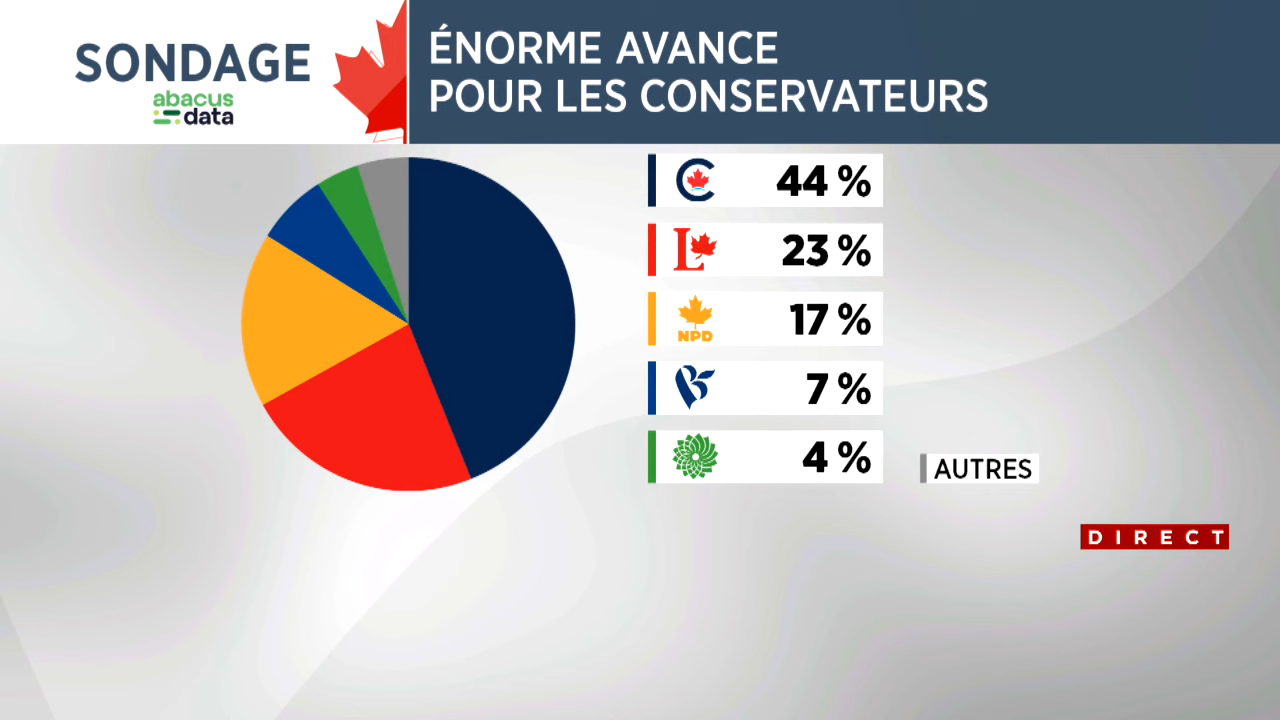 SONDAGE
abacus
data
ÉNORME AVANCE
POUR LES CONSERVATEURS
C 44 %
L 23 %
NPD 17 %
7 %
4 %
AUTRES
DIRECT